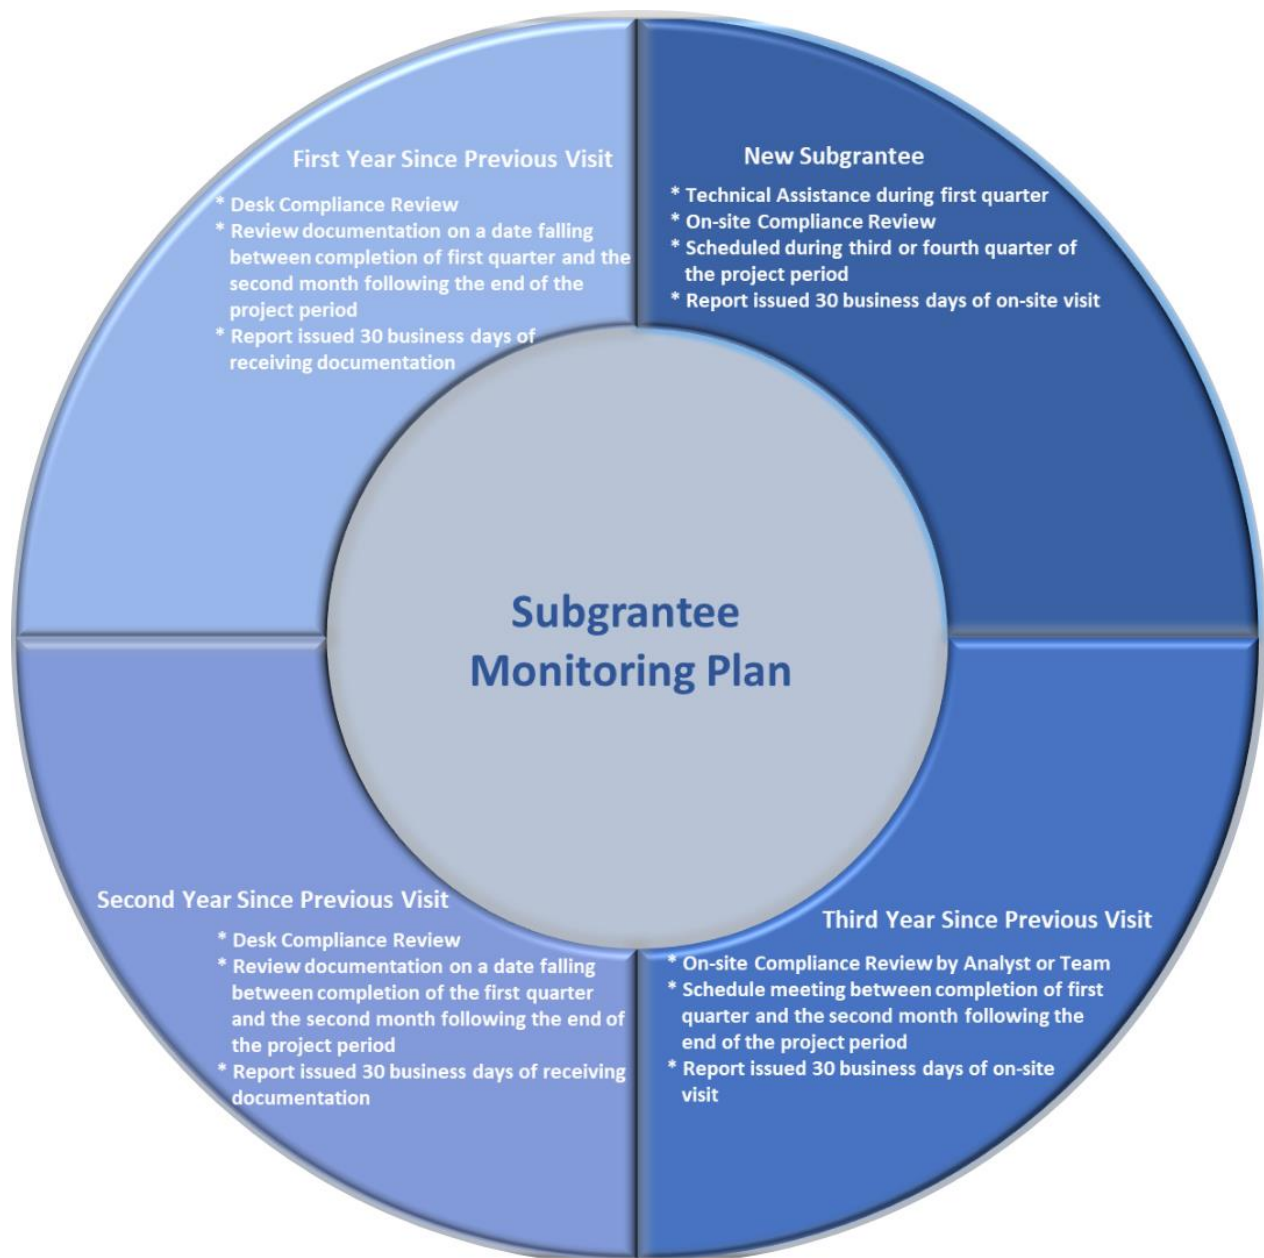 First Year Since Previous Visit
* Desk Compliance Review
* Review documentation on a date falling
between completion of first quarter and the
second month following the end of the
project period
* Report issued 30 business days of
receiving documentation
New Subgrantee
* Technical Assistance during first quarter
* On-site Compliance Review
* Scheduled during third or fourth quarter of
the project period
* Report issued 30 business days of on-site visit
Subgrantee
Monitoring Plan
Second Year Since Previous Visit
* Desk Compliance Review
* Review documentation on a date falling
between completion of the first quarter
and the second month following the end of
the project period
* Report issued 30 business days of receiving
documentation
Third Year Since Previous Visit
* On-site Compliance Review by Analyst or Team
* Schedule meeting between completion of first
quarter and the second month following the
end of the project period
* Report issued 30 business days of on-site
visit